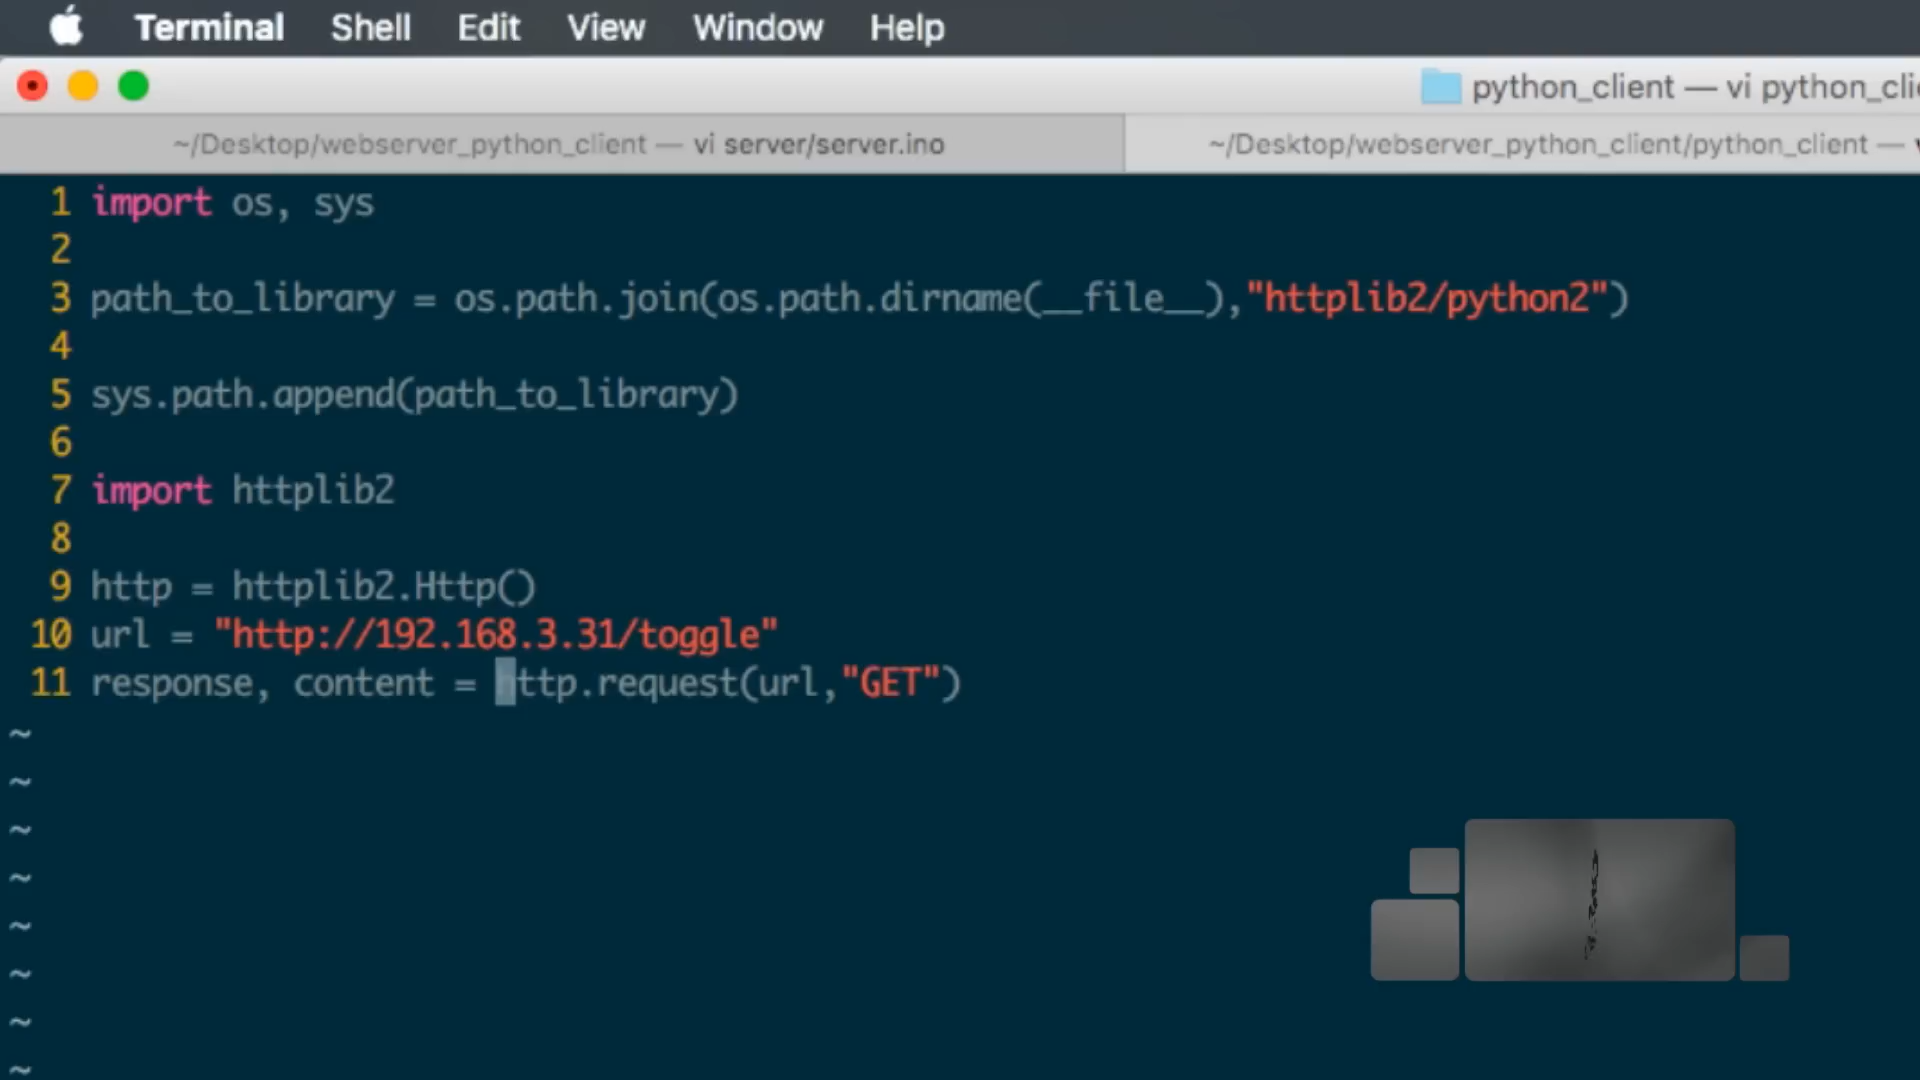 Terminal Shell Edit View Window Help
python_client — vi python_cli
~/Desktop/webserver_python_client — vi server/server.ino
~/Desktop/webserver_python_client/python_client —
1 import os, sys
2
3 path_to_library = os.path.join(os.path.dirname(__file__),"httplib2/python2")
4
5 sys.path.append(path_to_library)
6
7 import httplib2
8
9 http = httplib2.Http()
10 url = "http://192.168.3.31/toggle"
11 response, content = http.request(url,"GET")
~
~
~
~
~
~
~
~